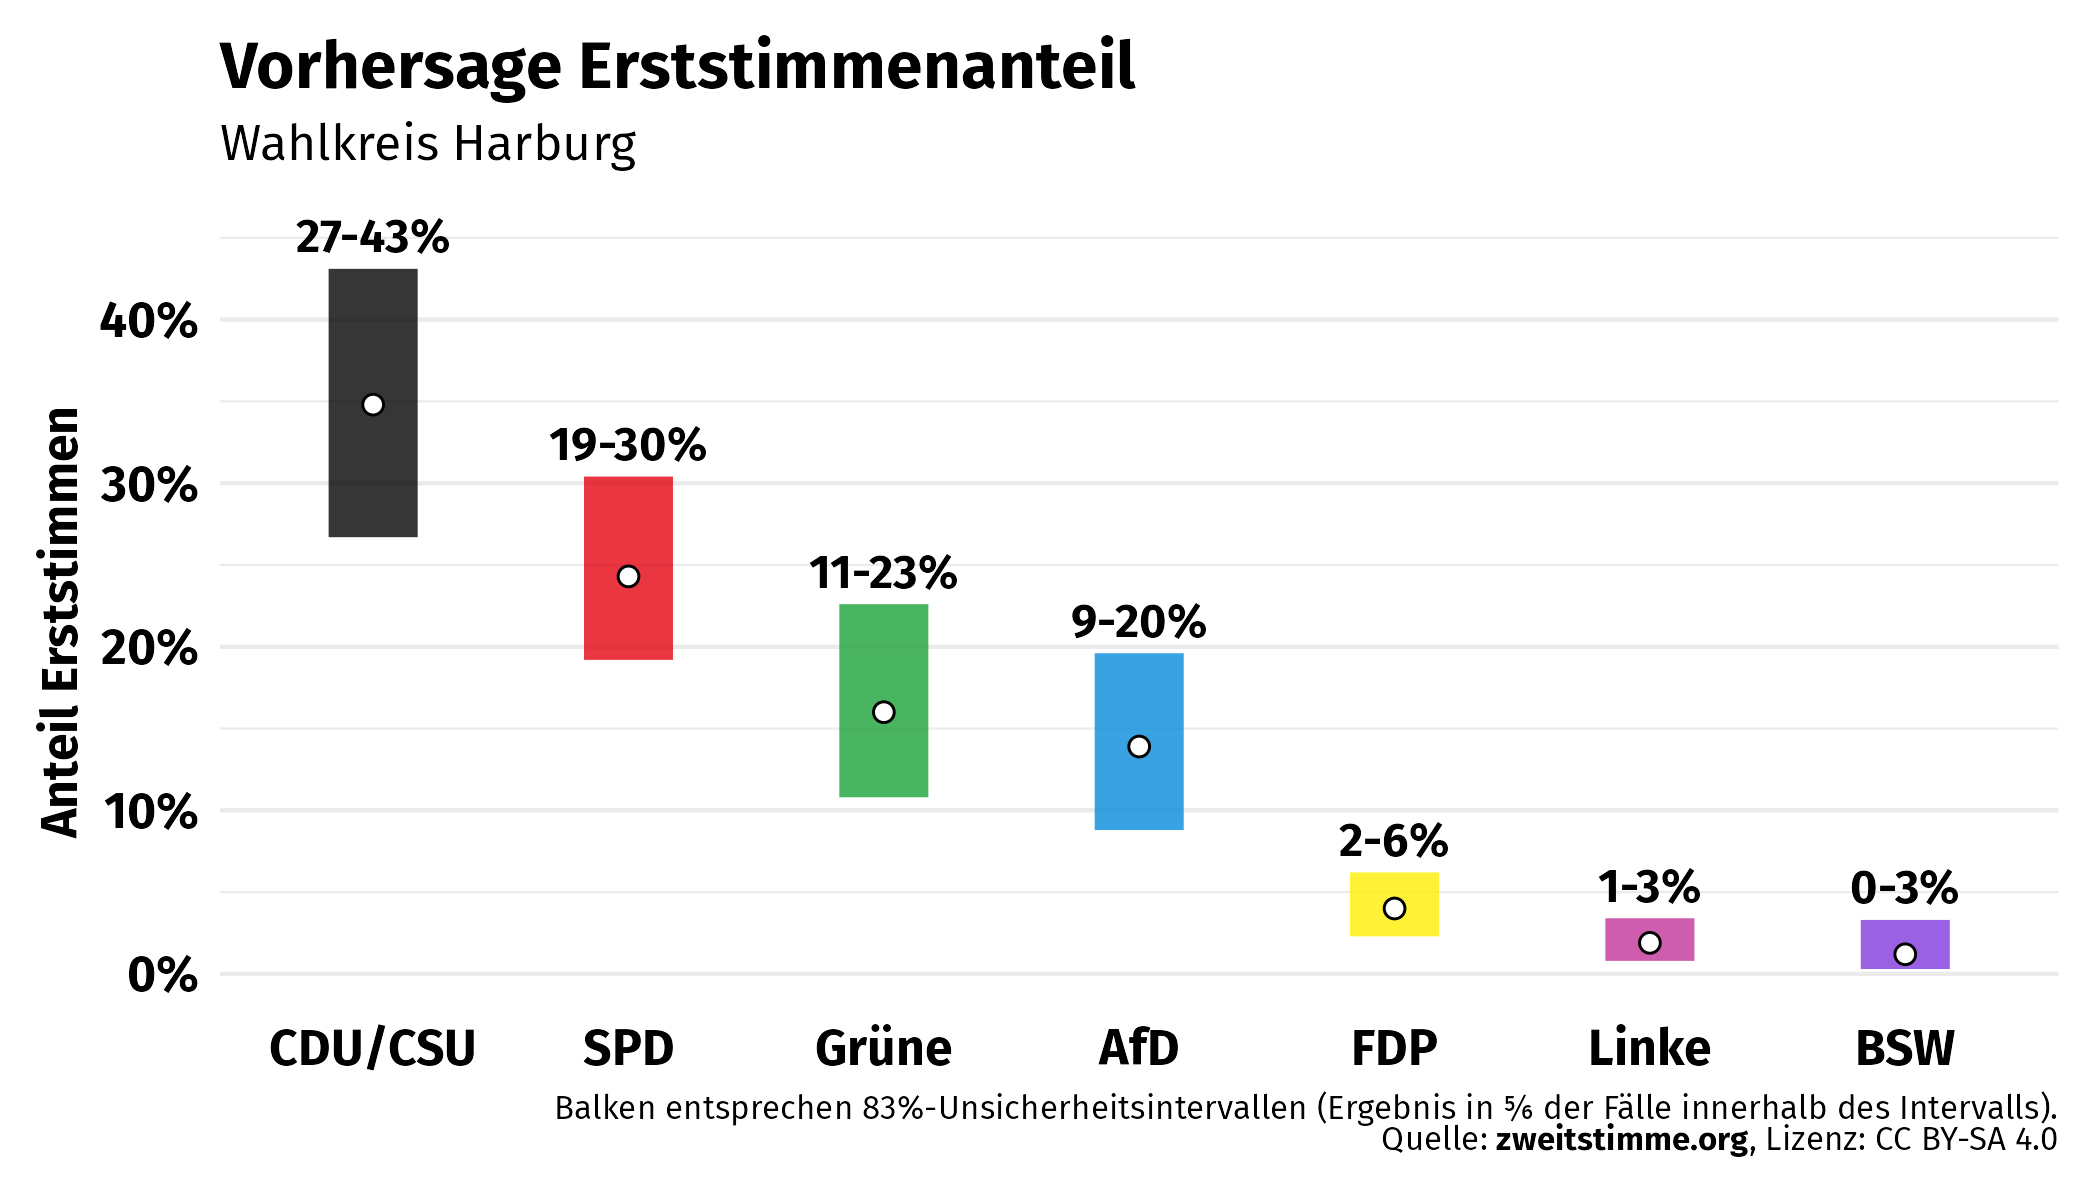 Vorhersage Erststimmenanteil
Wahlkreis Harburg
27-43%
40%
19-30%
30%
11-23%
9-20%
20%
10%
2-6%
1-3%
0-3%
0%
Anteil Erststimmen
CDU/CSU SPD Grüne AfD FDP Linke BSW
Balken entsprechen 83%-Unsicherheitsintervallen (Ergebnis in ⅚ der Fälle innerhalb des Intervalls).
Quelle: zweitstimme.org, Lizenz: CC BY-SA 4.0